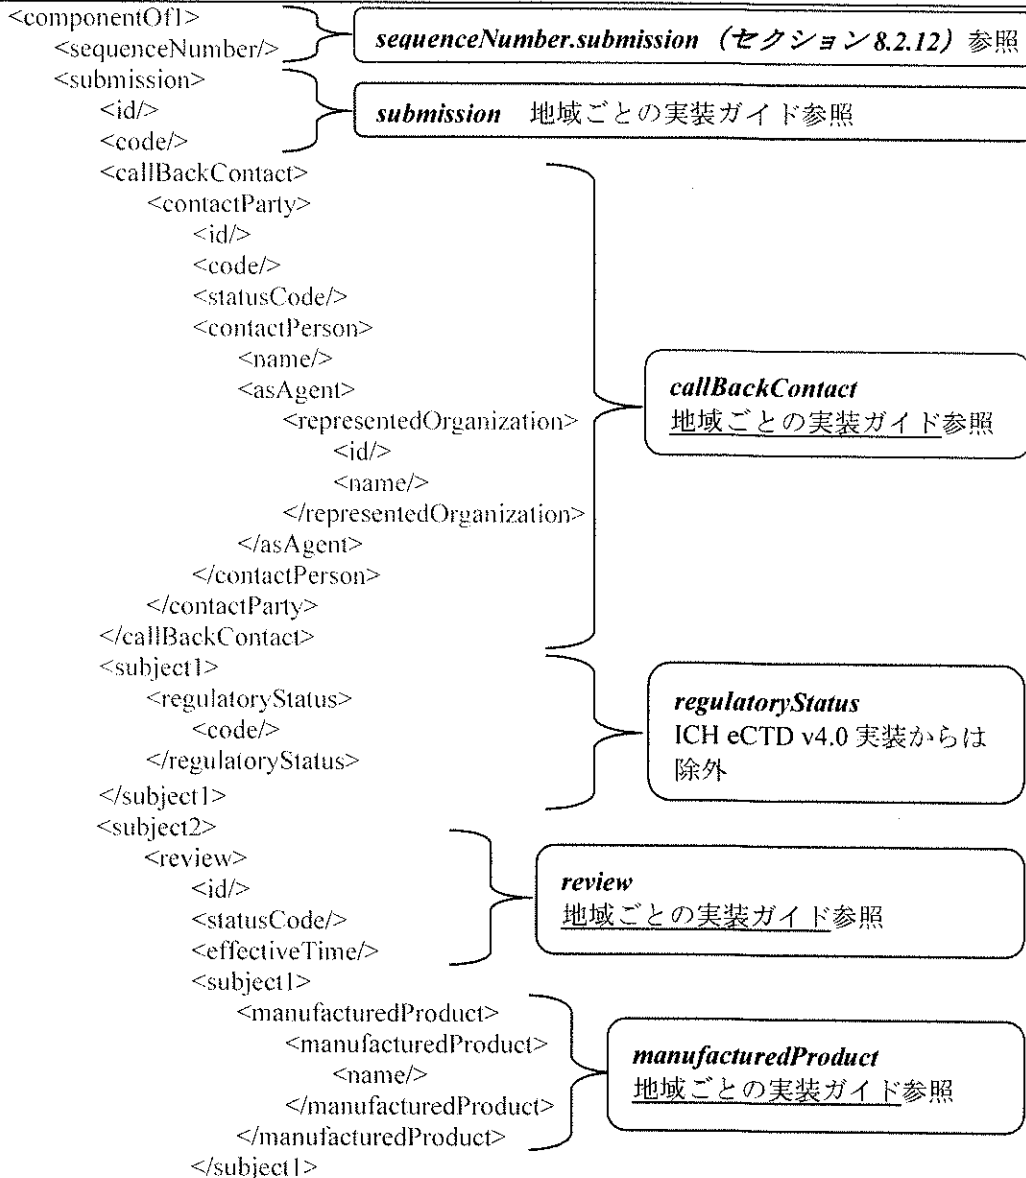 <componentOf1>
<sequenceNumber/>
sequenceNumber.submission（セクション8.2.12）参照
<submission>
<id/>
<code/>
submission　地域ごとの実装ガイド参照
<callBackContact>
<contactParty>
<id/>
<code/>
<statusCode/>
<contactPerson>
<name/>
<asAgent>
<representedOrganization>
<id/>
<name/>
</representedOrganization>
</asAgent>
</contactPerson>
</contactParty>
</callBackContact>
callBackContact
地域ごとの実装ガイド参照
<subject1>
<regulatoryStatus>
<code/>
</regulatoryStatus>
</subject1>
regulatoryStatus
ICH eCTD v4.0 実装からは
除外
<subject2>
<review>
<id/>
<statusCode/>
<effectiveTime/>
review
地域ごとの実装ガイド参照
<subject1>
<manufacturedProduct>
<manufacturedProduct>
<name/>
</manufacturedProduct>
</manufacturedProduct>
manufacturedProduct
地域ごとの実装ガイド参照
</subject1>